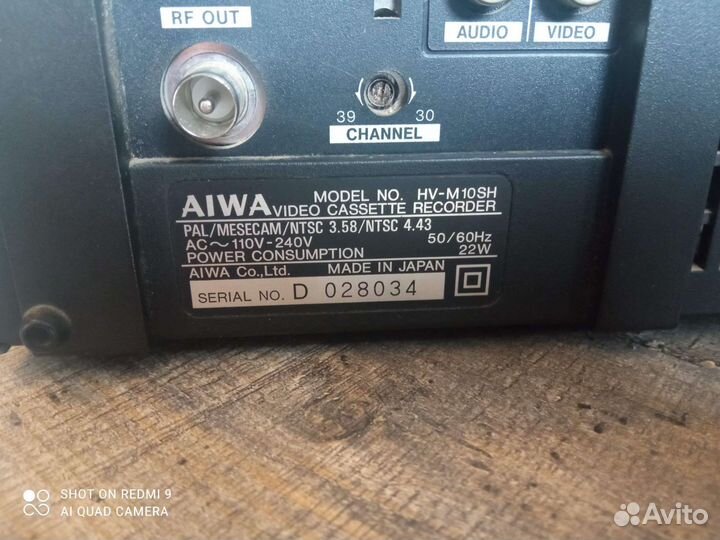 RF OUT
AUDIO
VIDEO
39 30
CHANNEL
AIWA MODEL NO. HV-M10SH
VIDEO CASSETTE RECORDER
PAL/MESECAM/NTSC 3.58/NTSC 4.43
AC~110V-240V 50/60Hz
POWER CONSUMPTION 22W
AIWA Co.,Ltd. MADE IN JAPAN
SERIAL NO. D 028034
SHOT ON REDMI 9
AI QUAD CAMERA
Avito